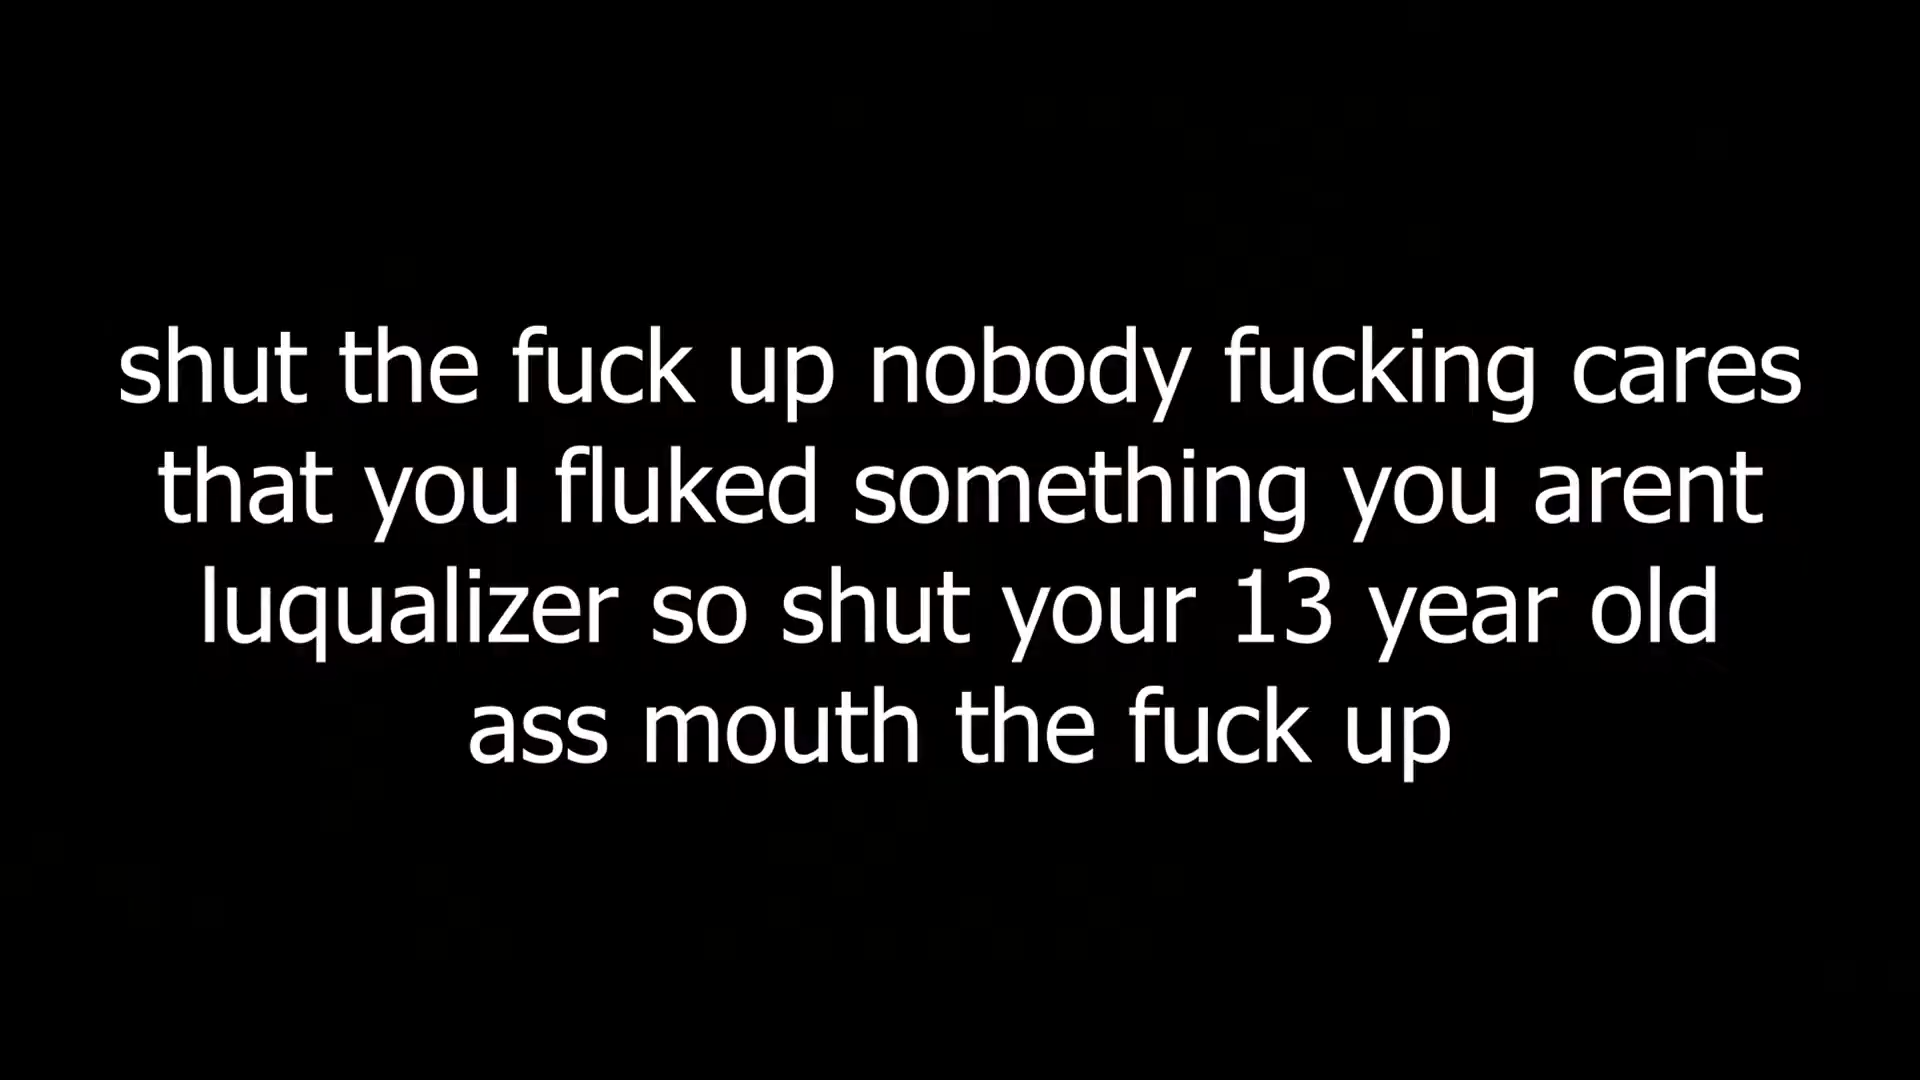 shut the fuck up nobody fucking cares
that you fluked something you arent
luqualizer so shut your 13 year old
ass mouth the fuck up